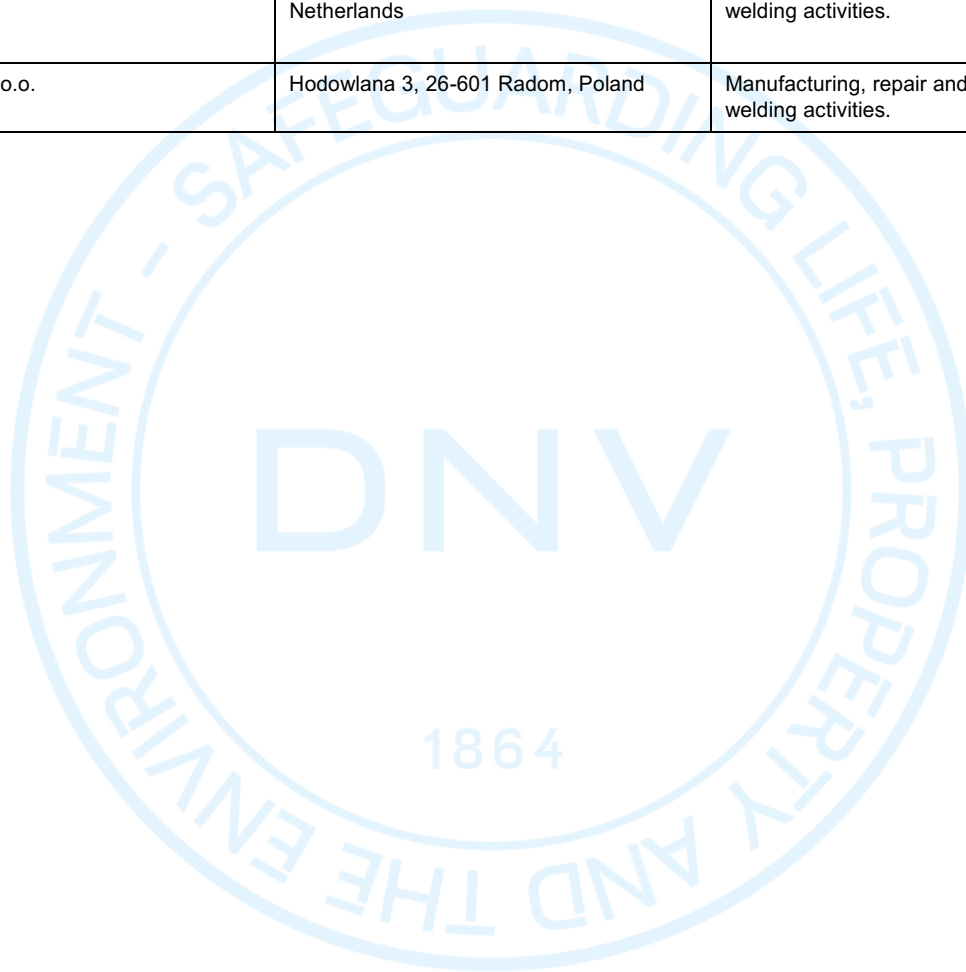 Netherlands
welding activities.
o.o.
Hodowlana 3, 26-601 Radom, Poland
Manufacturing, repair and
welding activities.
SAFEGUARDING LIFE, PROPERTY AND THE ENVIRONMENT -
DNV
1864